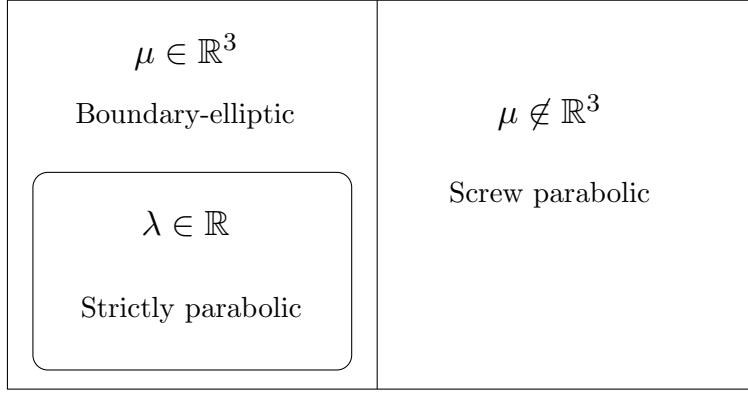 μ ∈ ℝ³
Boundary-elliptic
λ ∈ ℝ
Strictly parabolic
μ ∉ ℝ³
Screw parabolic